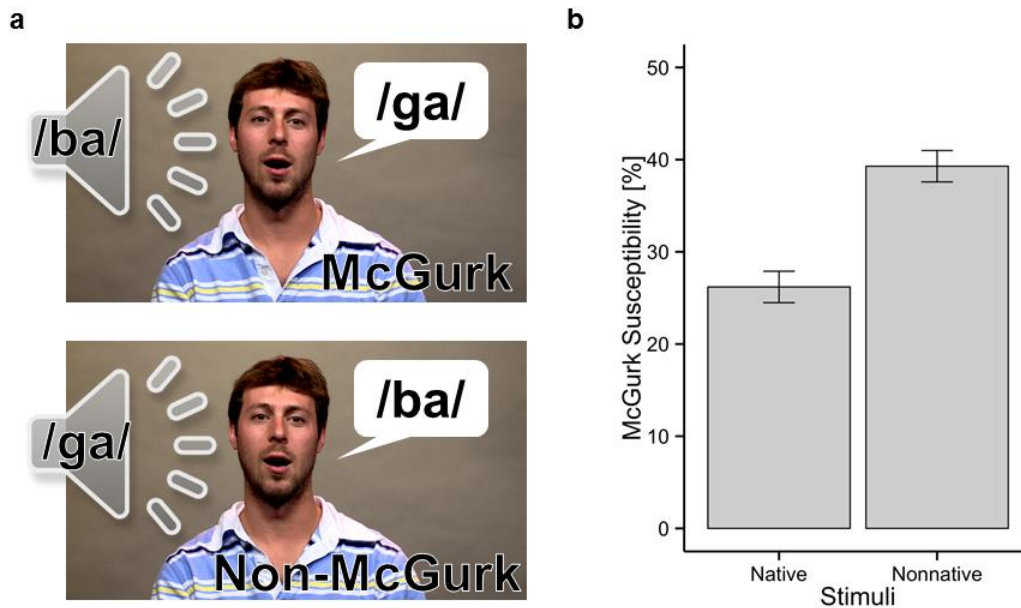 a
/ba/
/ga/
McGurk
/ga/
/ba/
Non-McGurk
b
McGurk Susceptibility [%]
50
40
30
20
10
0
Native
Nonnative
Stimuli